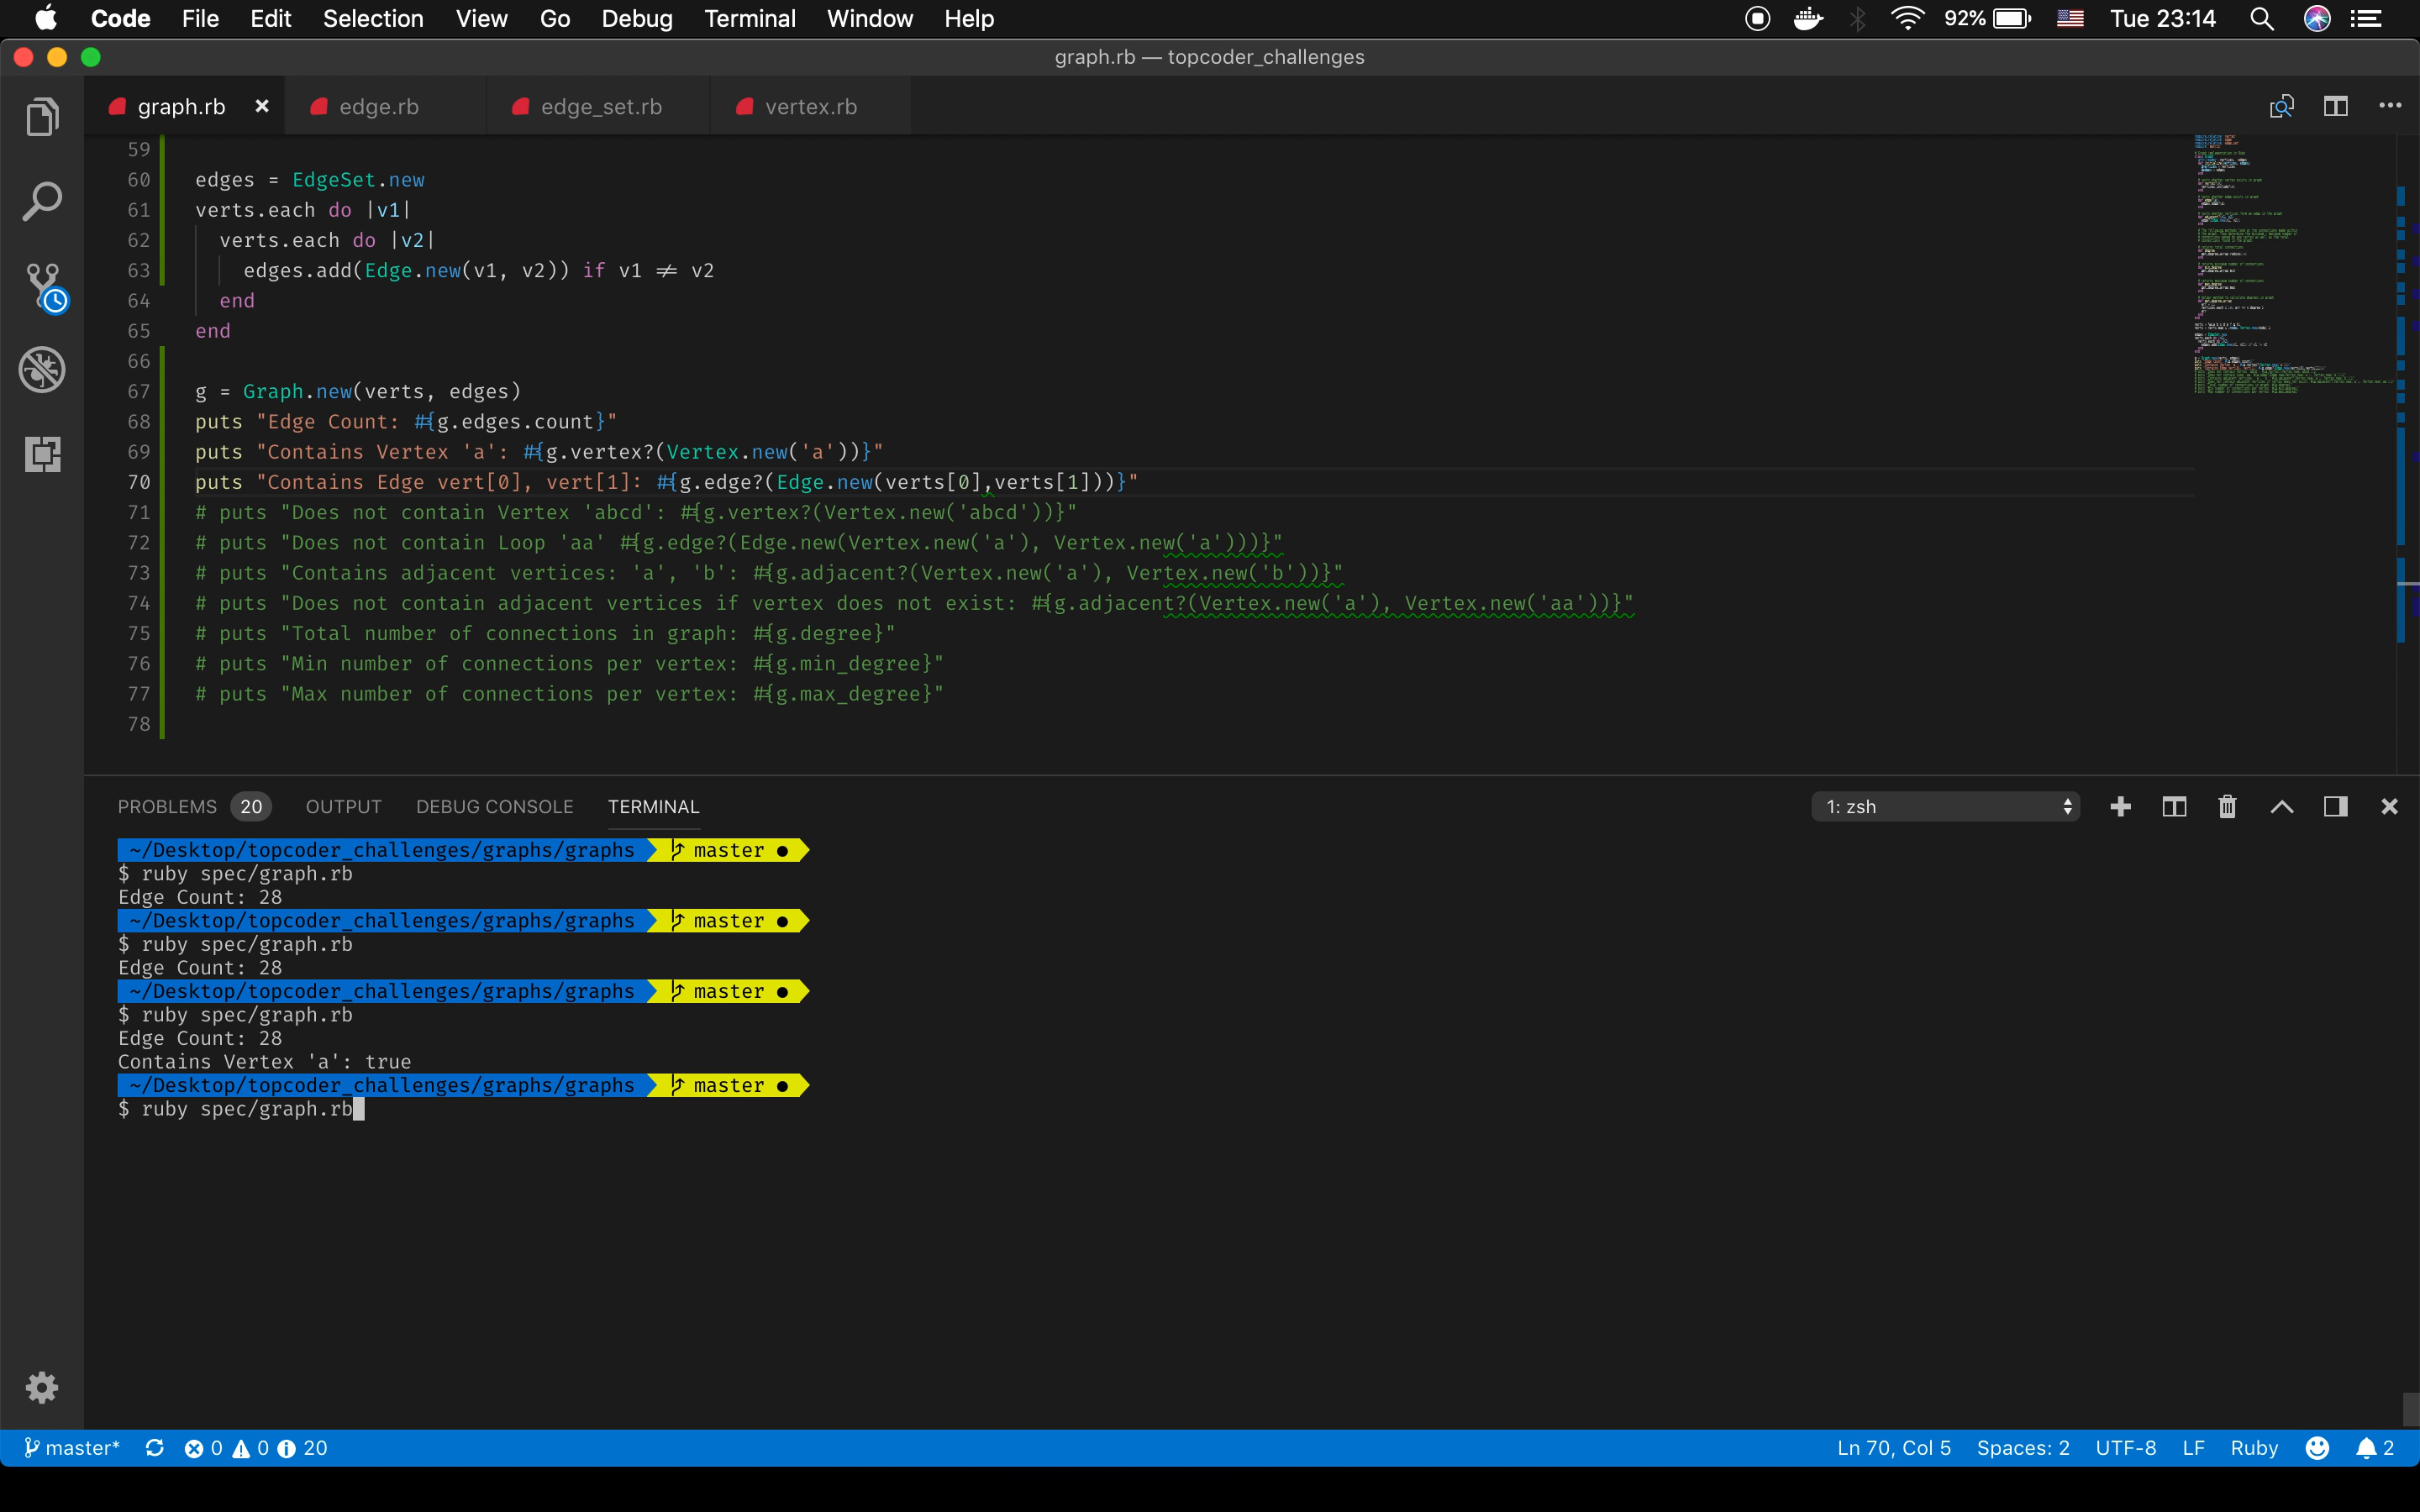 Code File Edit Selection View Go Debug Terminal Window Help 92% Tue 23:14
graph.rb — topcoder_challenges
graph.rb edge.rb edge_set.rb vertex.rb
59
60 edges = EdgeSet.new
61 verts.each do |v1|
62 verts.each do |v2|
63 edges.add(Edge.new(v1, v2)) if v1 != v2
64 end
65 end
66
67 g = Graph.new(verts, edges)
68 puts "Edge Count: #{g.edges.count}"
69 puts "Contains Vertex 'a': #{g.vertex?(Vertex.new('a'))}"
70 puts "Contains Edge vert[0], vert[1]: #{g.edge?(Edge.new(verts[0],verts[1]))}"
71 # puts "Does not contain Vertex 'abcd': #{g.vertex?(Vertex.new('abcd'))}"
72 # puts "Does not contain Loop 'aa' #{g.edge?(Edge.new(Vertex.new('a'), Vertex.new('a')))}"
73 # puts "Contains adjacent vertices: 'a', 'b': #{g.adjacent?(Vertex.new('a'), Vertex.new('b'))}"
74 # puts "Does not contain adjacent vertices if vertex does not exist: #{g.adjacent?(Vertex.new('a'), Vertex.new('aa'))}"
75 # puts "Total number of connections in graph: #{g.degree}"
76 # puts "Min number of connections per vertex: #{g.min_degree}"
77 # puts "Max number of connections per vertex: #{g.max_degree}"
78
PROBLEMS 20 OUTPUT DEBUG CONSOLE TERMINAL 1: zsh
~/Desktop/topcoder_challenges/graphs/graphs master ●
$ ruby spec/graph.rb
Edge Count: 28
~/Desktop/topcoder_challenges/graphs/graphs master ●
$ ruby spec/graph.rb
Edge Count: 28
~/Desktop/topcoder_challenges/graphs/graphs master ●
$ ruby spec/graph.rb
Edge Count: 28
Contains Vertex 'a': true
~/Desktop/topcoder_challenges/graphs/graphs master ●
$ ruby spec/graph.rb
master* 0 0 20 Ln 70, Col 5 Spaces: 2 UTF-8 LF Ruby 2